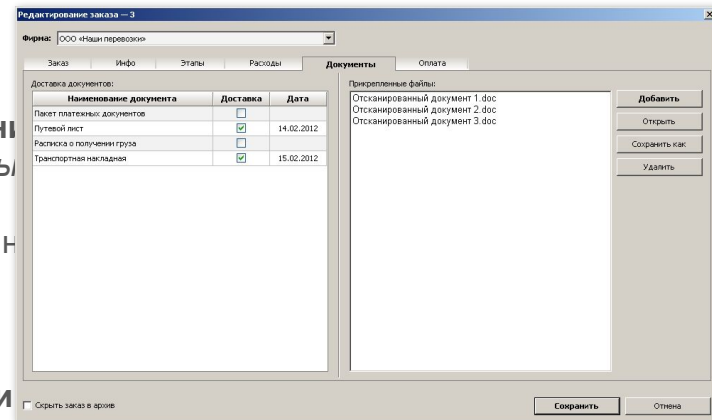 Редактирование заказа — 3
Фирма: ООО «Наши перевозки»
Заказ Инфо Этапы Расходы Документы Оплата
Доставка документов:
Наименование документа Доставка Дата
Пакет платежных документов
Путевой лист 14.02.2012
Расписка о получении груза
Транспортная накладная 15.02.2012
Прикрепленные файлы:
Отсканированный документ 1.doc
Отсканированный документ 2.doc
Отсканированный документ 3.doc
Добавить
Открыть
Сохранить как
Удалить
Скрыть заказ в архив
Сохранить Отмена